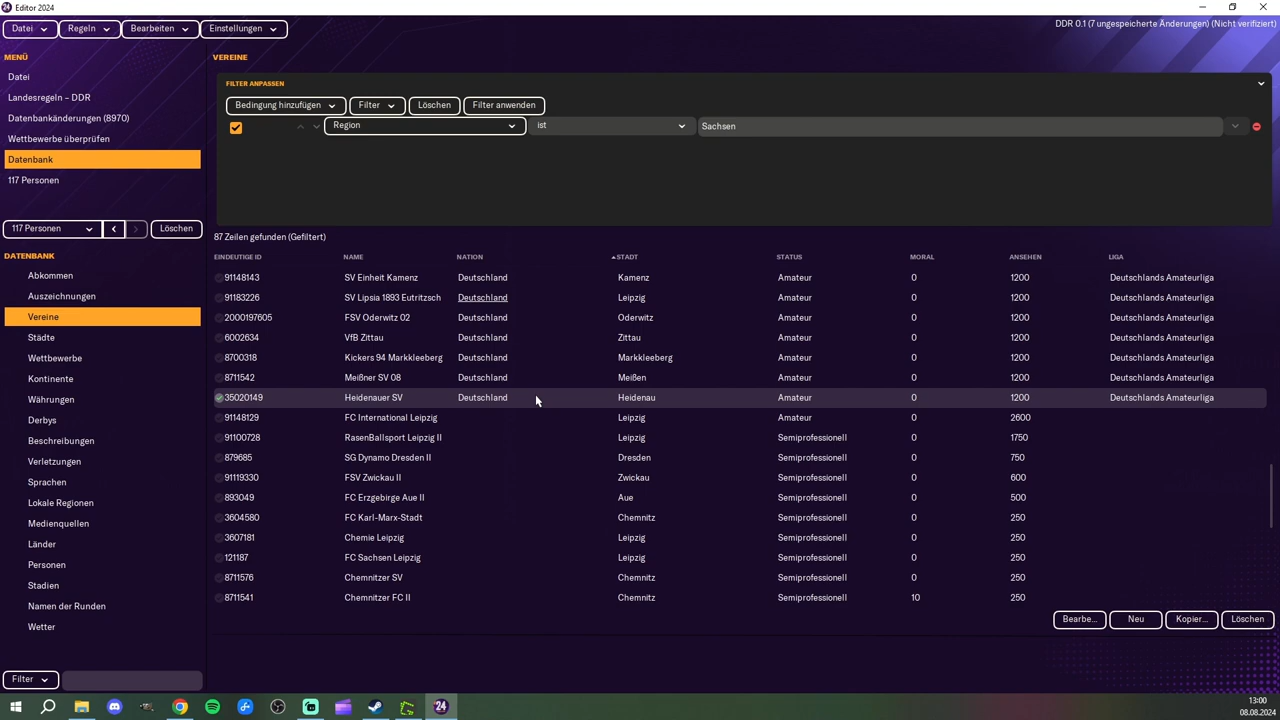 Editor 2024
Datei Regeln Bearbeiten Einstellungen
DDR 0.1 (7 ungespeicherte Änderungen) (Nicht verifiziert)
MENÜ
Datei
Landesregeln – DDR
Datenbankänderungen (8970)
Wettbewerbe überprüfen
Datenbank
117 Personen
117 Personen Löschen
DATENBANK
Abkommen
Auszeichnungen
Vereine
Städte
Wettbewerbe
Kontinente
Währungen
Derbys
Beschreibungen
Verletzungen
Sprachen
Lokale Regionen
Medienquellen
Länder
Personen
Stadien
Namen der Runden
Wetter
Filter
VEREINE
FILTER ANPASSEN
Bedingung hinzufügen Filter Löschen Filter anwenden
Region ist Sachsen
87 Zeilen gefunden (Gefiltert)
EINDEUTIGE ID NAME NATION STADT STATUS MORAL ANSEHEN LIGA
91148143 SV Einheit Kamenz Deutschland Kamenz Amateur 0 1200 Deutschlands Amateurliga
91183226 SV Lipsia 1893 Eutritzsch Deutschland Leipzig Amateur 0 1200 Deutschlands Amateurliga
2000197605 FSV Oderwitz 02 Deutschland Oderwitz Amateur 0 1200 Deutschlands Amateurliga
6002634 VfB Zittau Deutschland Zittau Amateur 0 1200 Deutschlands Amateurliga
8700318 Kickers 94 Markkleeberg Deutschland Markkleeberg Amateur 0 1200 Deutschlands Amateurliga
8711542 Meißner SV 08 Deutschland Meißen Amateur 0 1200 Deutschlands Amateurliga
35020149 Heidenauer SV Deutschland Heidenau Amateur 0 1200 Deutschlands Amateurliga
91148129 FC International Leipzig Leipzig Amateur 0 2600
91100728 RasenBallsport Leipzig II Leipzig Semiprofessionell 0 1750
879685 SG Dynamo Dresden II Dresden Semiprofessionell 0 750
91119330 FSV Zwickau II Zwickau Semiprofessionell 0 600
893049 FC Erzgebirge Aue II Aue Semiprofessionell 0 500
3604580 FC Karl-Marx-Stadt Chemnitz Semiprofessionell 0 250
3607181 Chemie Leipzig Leipzig Semiprofessionell 0 250
121187 FC Sachsen Leipzig Leipzig Semiprofessionell 0 250
8711576 Chemnitzer SV Chemnitz Semiprofessionell 0 250
8711541 Chemnitzer FC II Chemnitz Semiprofessionell 10 250
Bearbe... Neu Kopier... Löschen
24
13:00
08.08.2024